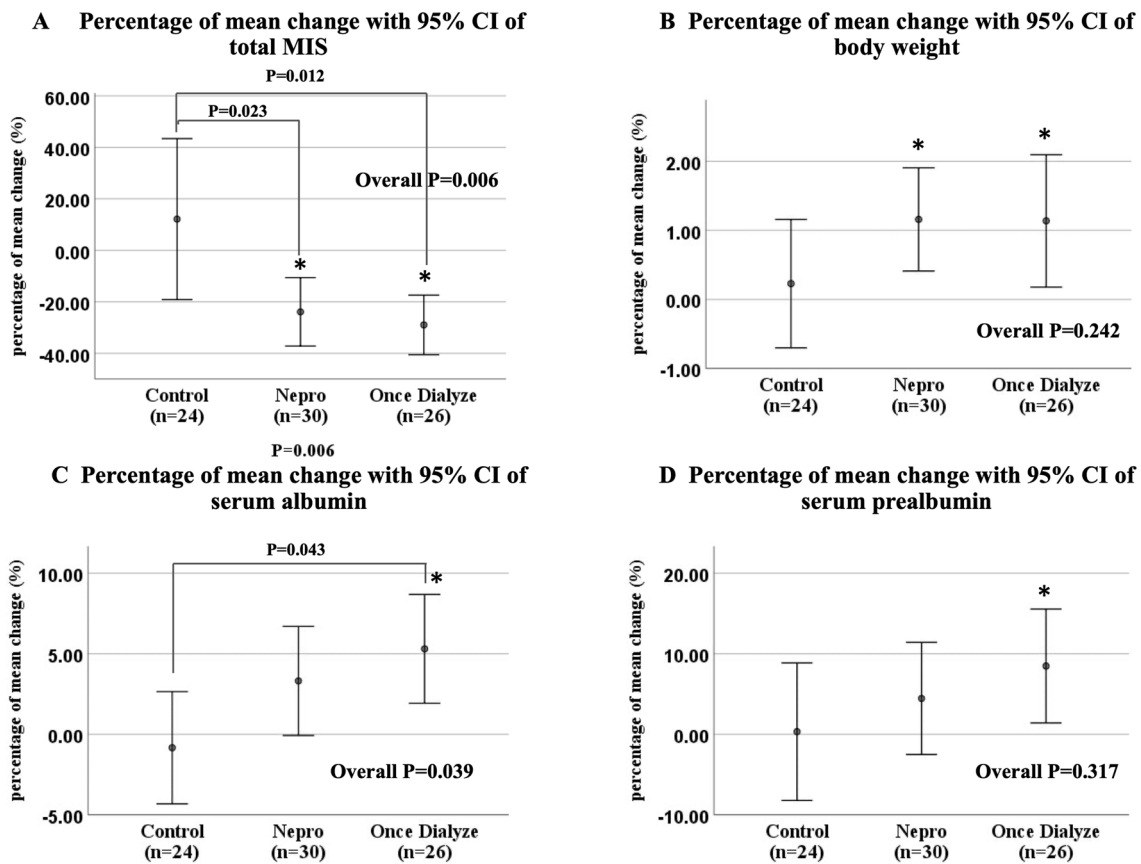 A Percentage of mean change with 95% CI of
total MIS
P=0.012
P=0.023
Overall P=0.006
percentage of mean change (%)
60.00
40.00
20.00
0.00
-20.00
-40.00
*
*
Control
(n=24)
Nepro
(n=30)
Once Dialyze
(n=26)
B Percentage of mean change with 95% CI of
body weight
percentage of mean change (%)
2.00
1.00
0.00
-1.00
*
*
Overall P=0.242
Control
(n=24)
Nepro
(n=30)
Once Dialyze
(n=26)
P=0.006
C Percentage of mean change with 95% CI of
serum albumin
P=0.043
percentage of mean change (%)
10.00
5.00
0.00
-5.00
*
Overall P=0.039
Control
(n=24)
Nepro
(n=30)
Once Dialyze
(n=26)
D Percentage of mean change with 95% CI of
serum prealbumin
percentage of mean change (%)
20.00
10.00
0.00
-10.00
*
Overall P=0.317
Control
(n=24)
Nepro
(n=30)
Once Dialyze
(n=26)